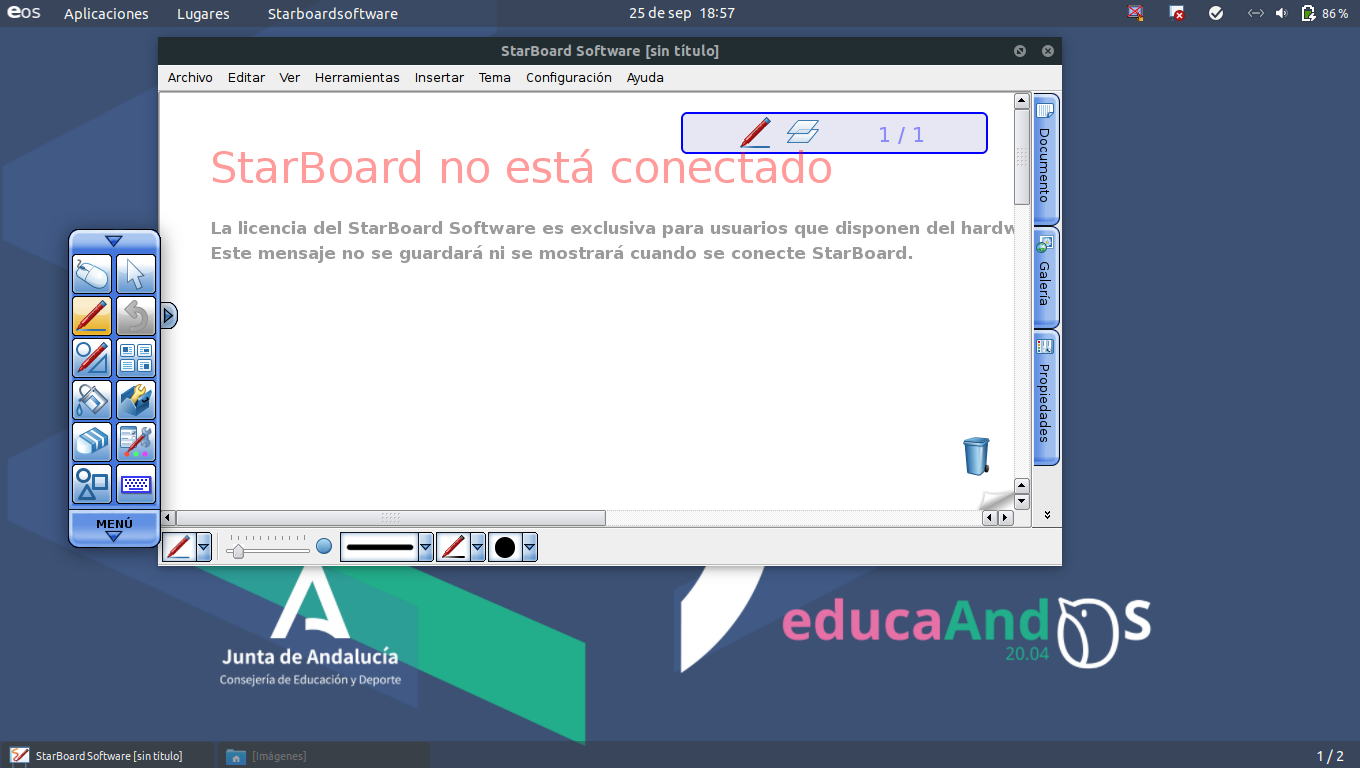 eos Aplicaciones Lugares Starboardsoftware 25 de sep 18:57 86 %
StarBoard Software [sin título]
Archivo Editar Ver Herramientas Insertar Tema Configuración Ayuda
1 / 1
StarBoard no está conectado
La licencia del StarBoard Software es exclusiva para usuarios que disponen del hardw
Este mensaje no se guardará ni se mostrará cuando se conecte StarBoard.
Documento
Galería
Propiedades
MENÚ
Junta de Andalucía
Consejería de Educación y Deporte
educaAndOS
20.04
StarBoard Software [sin título] [Imágenes] 1 / 2